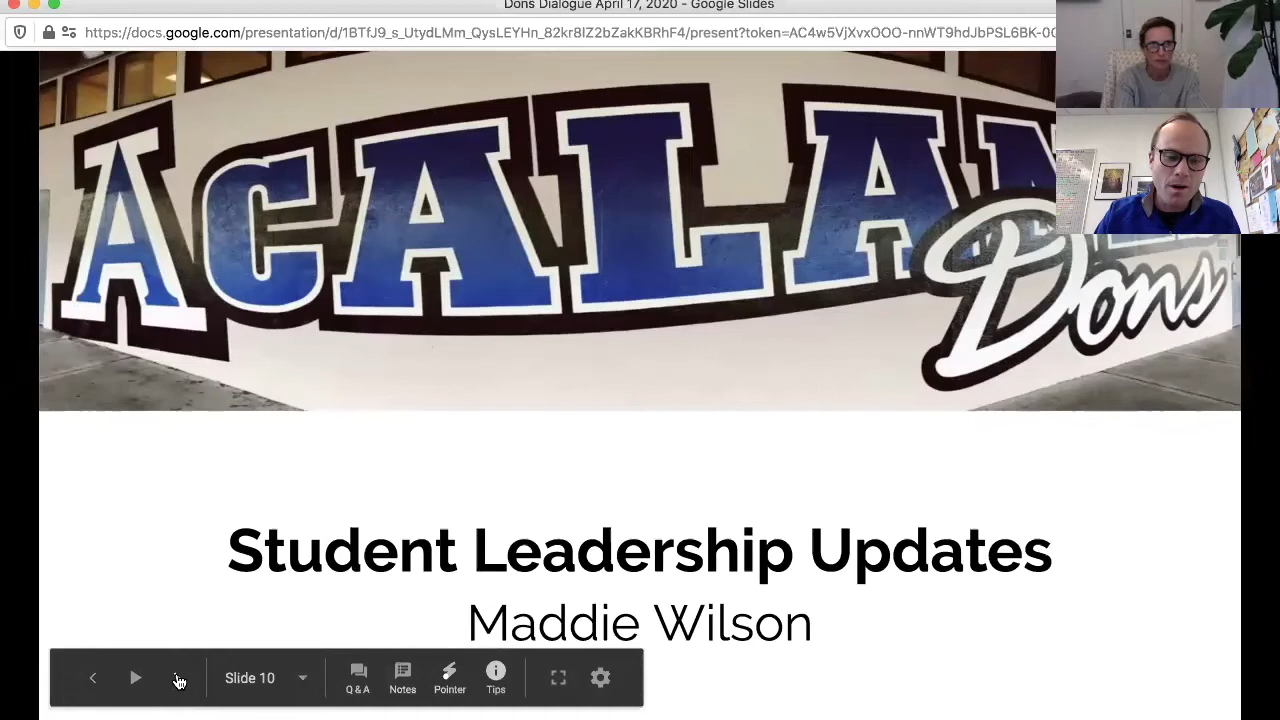 Dons Dialogue April 17, 2020 - Google Slides
https://docs.google.com/presentation/d/1BTfJ9_s_UtydLMm_QysLEYHn_82kr8lZ2bZakKBRhF4/present?token=AC4w5VjXvxOOO-nnWT9hdJbPSL6BK-0C
ACALAN
Dons
Student Leadership Updates
Maddie Wilson
Slide 10
Q & A
Notes
Pointer
Tips